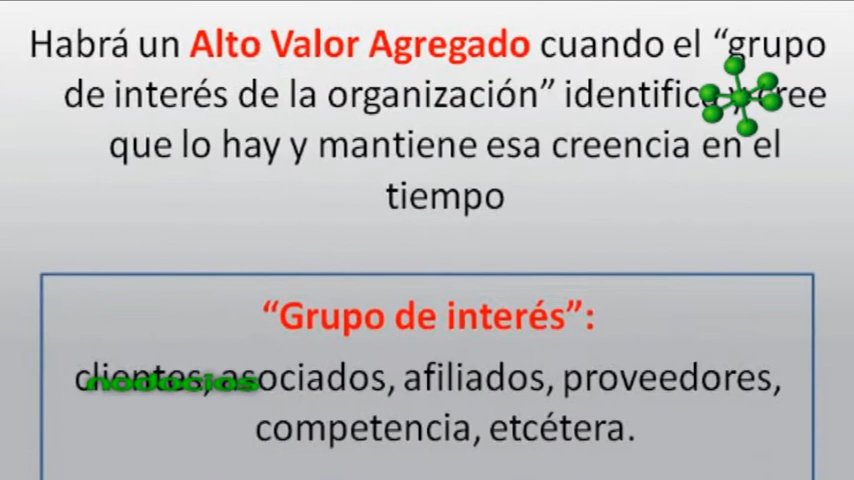 Habrá un Alto Valor Agregado cuando el “grupo
de interés de la organización” identifica y cree
que lo hay y mantiene esa creencia en el
tiempo
“Grupo de interés”:
clientes, asociados, afiliados, proveedores,
nodocios
competencia, etcétera.